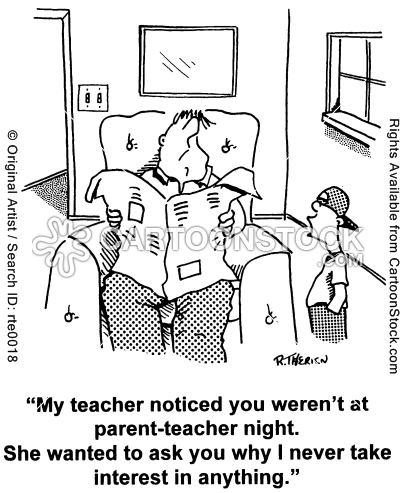 © Original Artist / Search ID: rte0018
Rights Available from CartoonStock.com
CARTOONSTOCK
.COM
R.THERIEN
“My teacher noticed you weren’t at
parent-teacher night.
She wanted to ask you why I never take
interest in anything.”